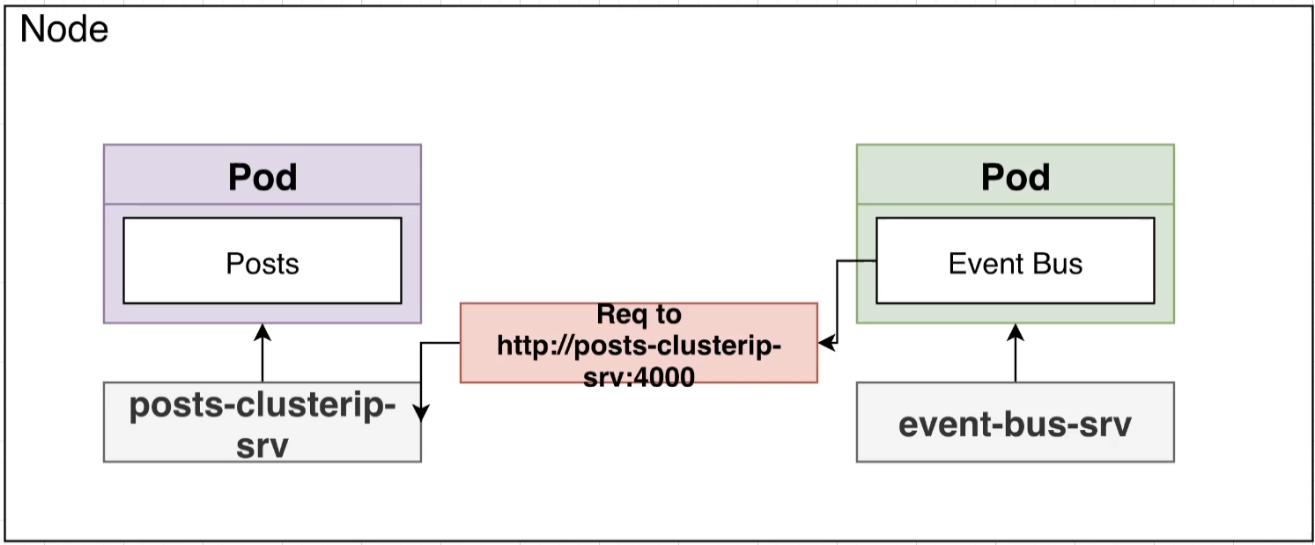 Node
Pod
Pod
Posts
Event Bus
Req to
http://posts-clusterip-
srv:4000
posts-clusterip-
srv
event-bus-srv